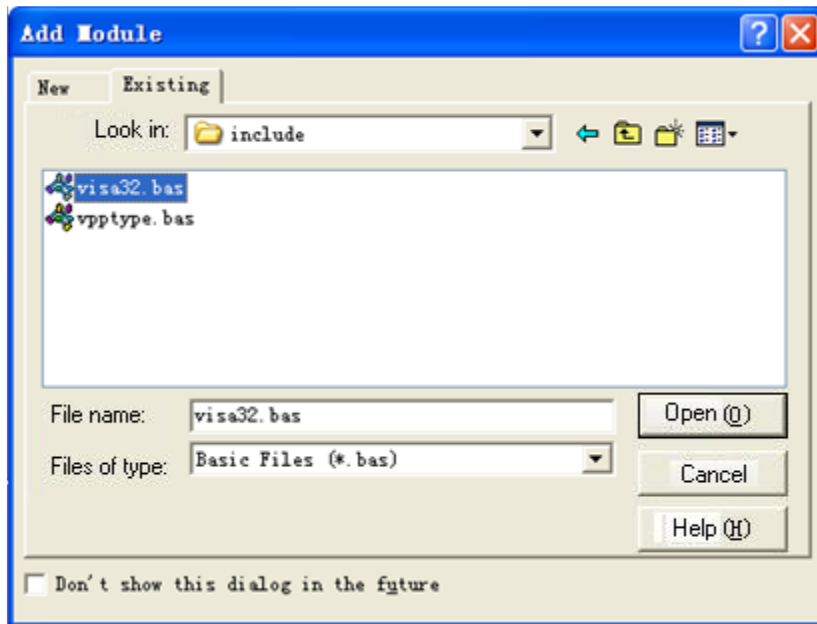 Add Module
New Existing
Look in: include
visa32.bas
vpptype.bas
File name: visa32.bas Open (O)
Files of type: Basic Files (*.bas) Cancel
Help (H)
Don't show this dialog in the future